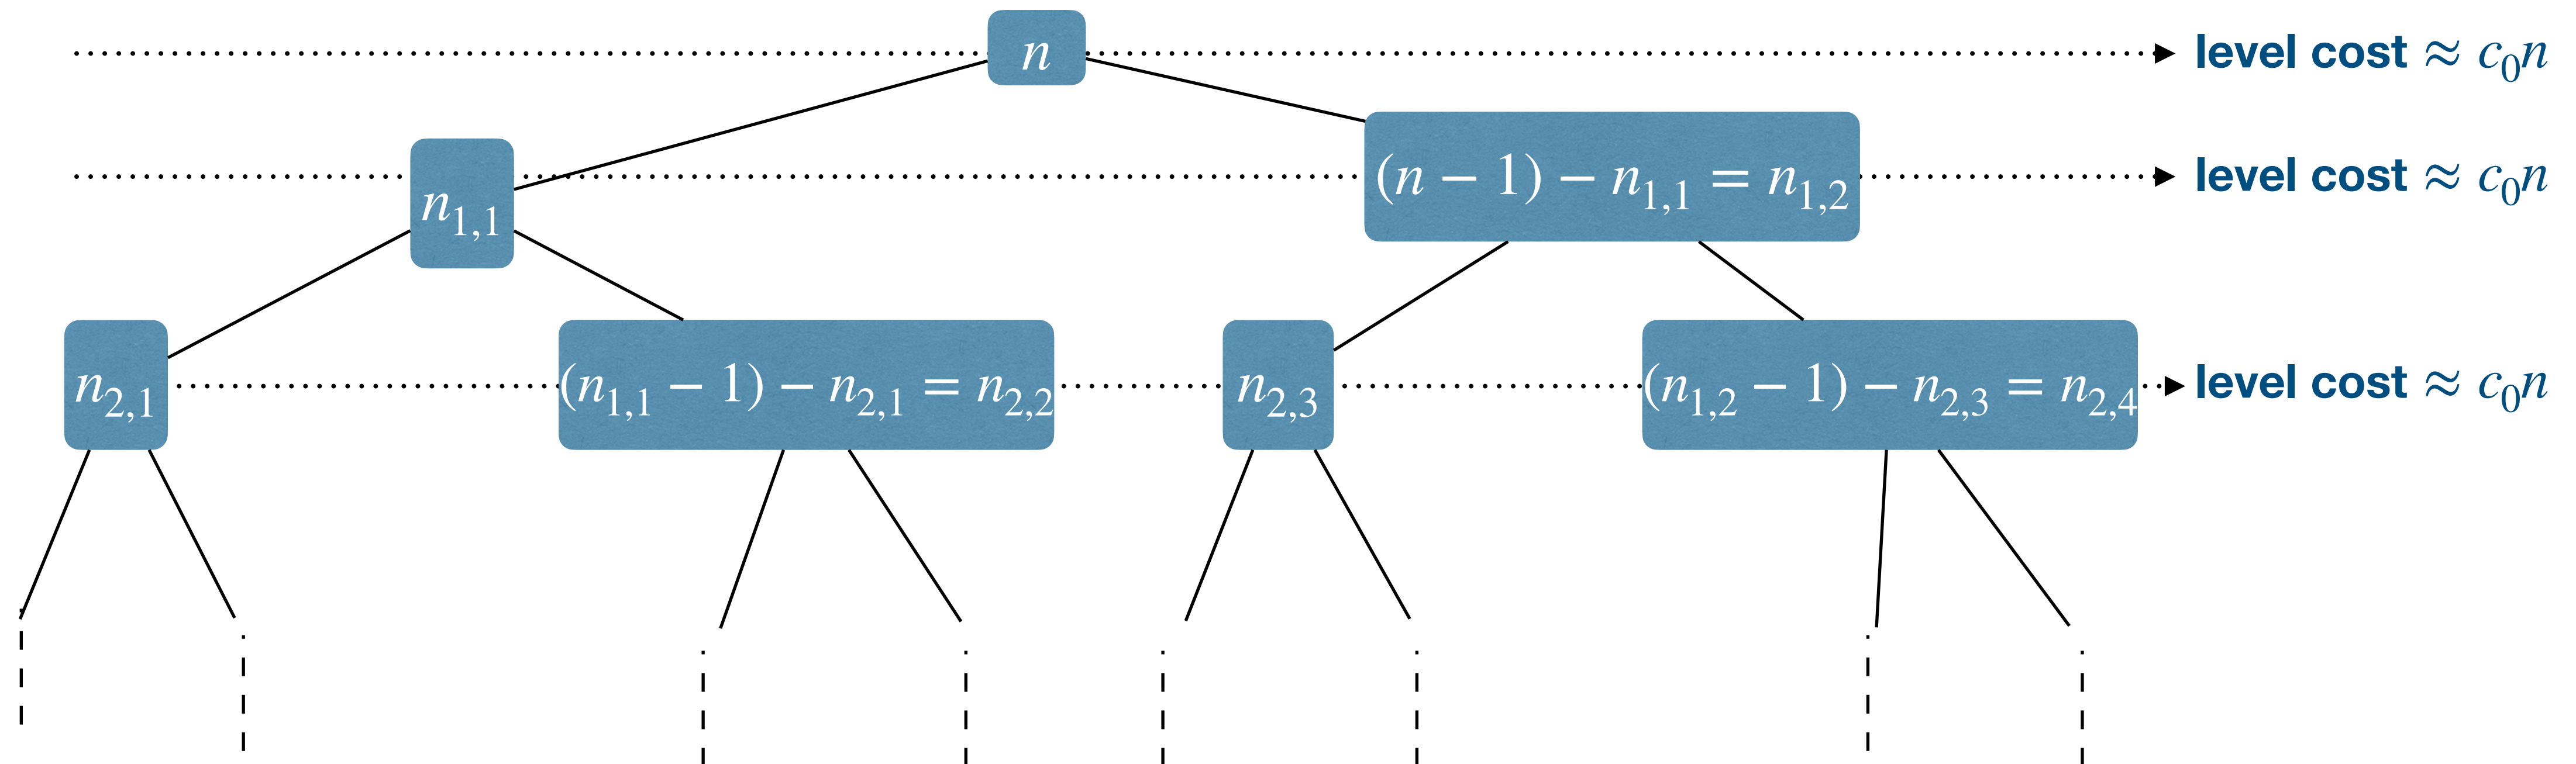 n
level cost ≈ c₀n
n₁,₁
(n − 1) − n₁,₁ = n₁,₂
level cost ≈ c₀n
n₂,₁
(n₁,₁ − 1) − n₂,₁ = n₂,₂
n₂,₃
(n₁,₂ − 1) − n₂,₃ = n₂,₄
level cost ≈ c₀n